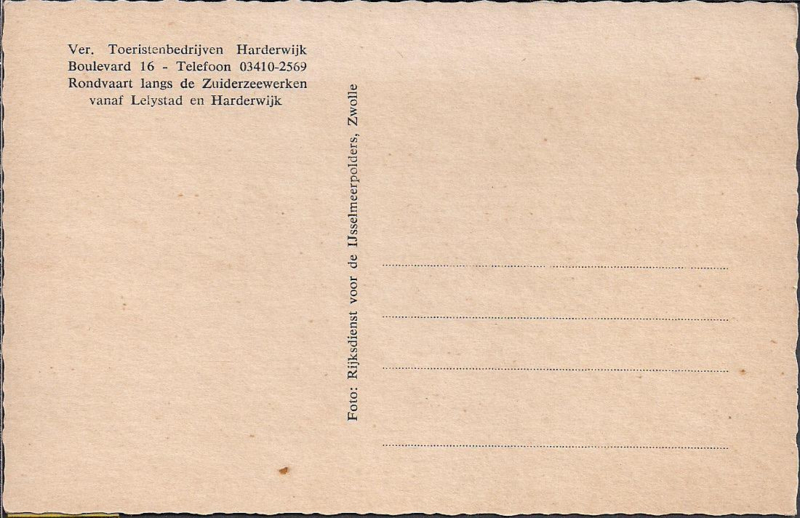 Ver. Toeristenbedrijven Harderwijk
Boulevard 16 - Telefoon 03410-2569
Rondvaart langs de Zuiderzeewerken
vanaf Lelystad en Harderwijk
Foto: Rijksdienst voor de IJsselmeerpolders, Zwolle